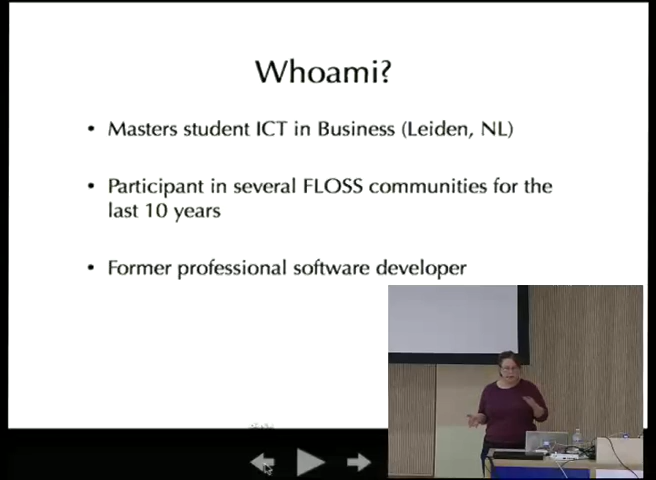 Whoami?
• Masters student ICT in Business (Leiden, NL)
• Participant in several FLOSS communities for the
last 10 years
• Former professional software developer